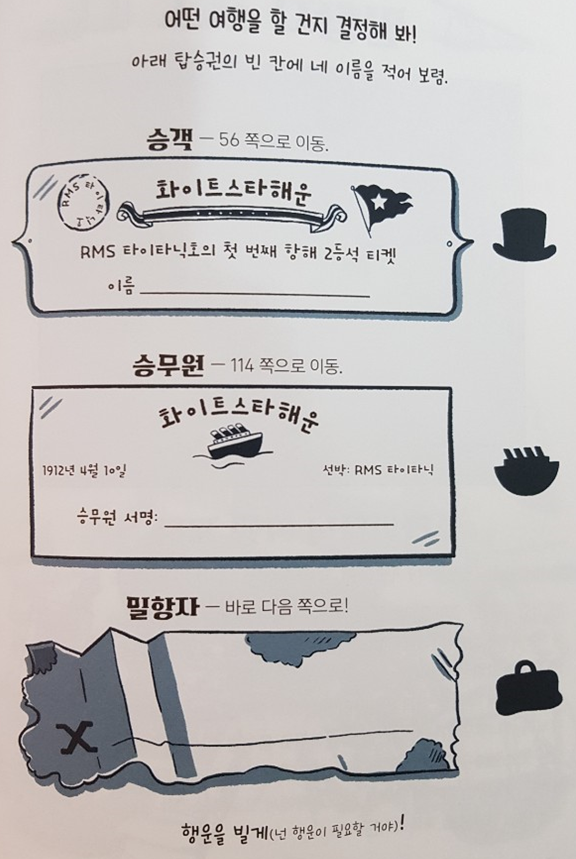 어떤 여행을 할 건지 결정해 봐!
아래 탑승권의 빈 칸에 네 이름을 적어 보렴.
승객 – 56 쪽으로 이동.
RMS 타이타닉
화이트스타해운
RMS 타이타닉호의 첫 번째 항해 2등석 티켓
이름
승무원 – 114 쪽으로 이동.
화이트스타해운
1912년 4월 10일
선박: RMS 타이타닉
승무원 서명:
밀항자 – 바로 다음 쪽으로!
X
행운을 빌게(넌 행운이 필요할 거야)!